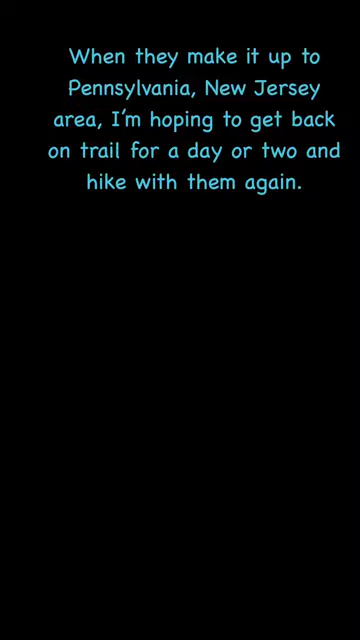 When they make it up to
Pennsylvania, New Jersey
area, I'm hoping to get back
on trail for a day or two and
hike with them again.